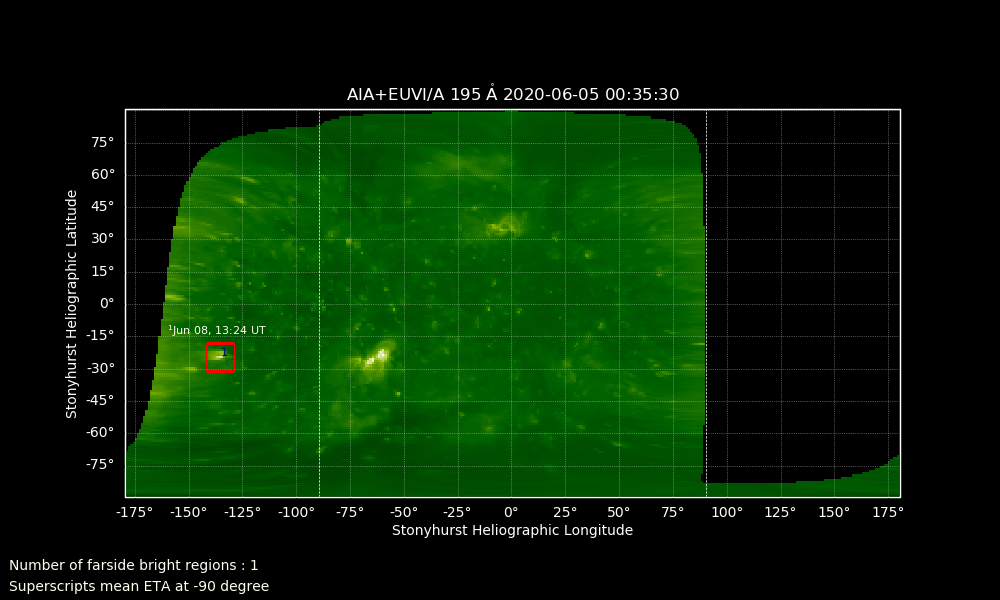 AIA+EUVI/A 195 Å 2020-06-05 00:35:30
75°
60°
45°
30°
15°
0°
-15°
-30°
-45°
-60°
-75°
Stonyhurst Heliographic Latitude
¹Jun 08, 13:24 UT
1
-175° -150° -125° -100° -75° -50° -25° 0° 25° 50° 75° 100° 125° 150° 175°
Stonyhurst Heliographic Longitude
Number of farside bright regions : 1
Superscripts mean ETA at -90 degree